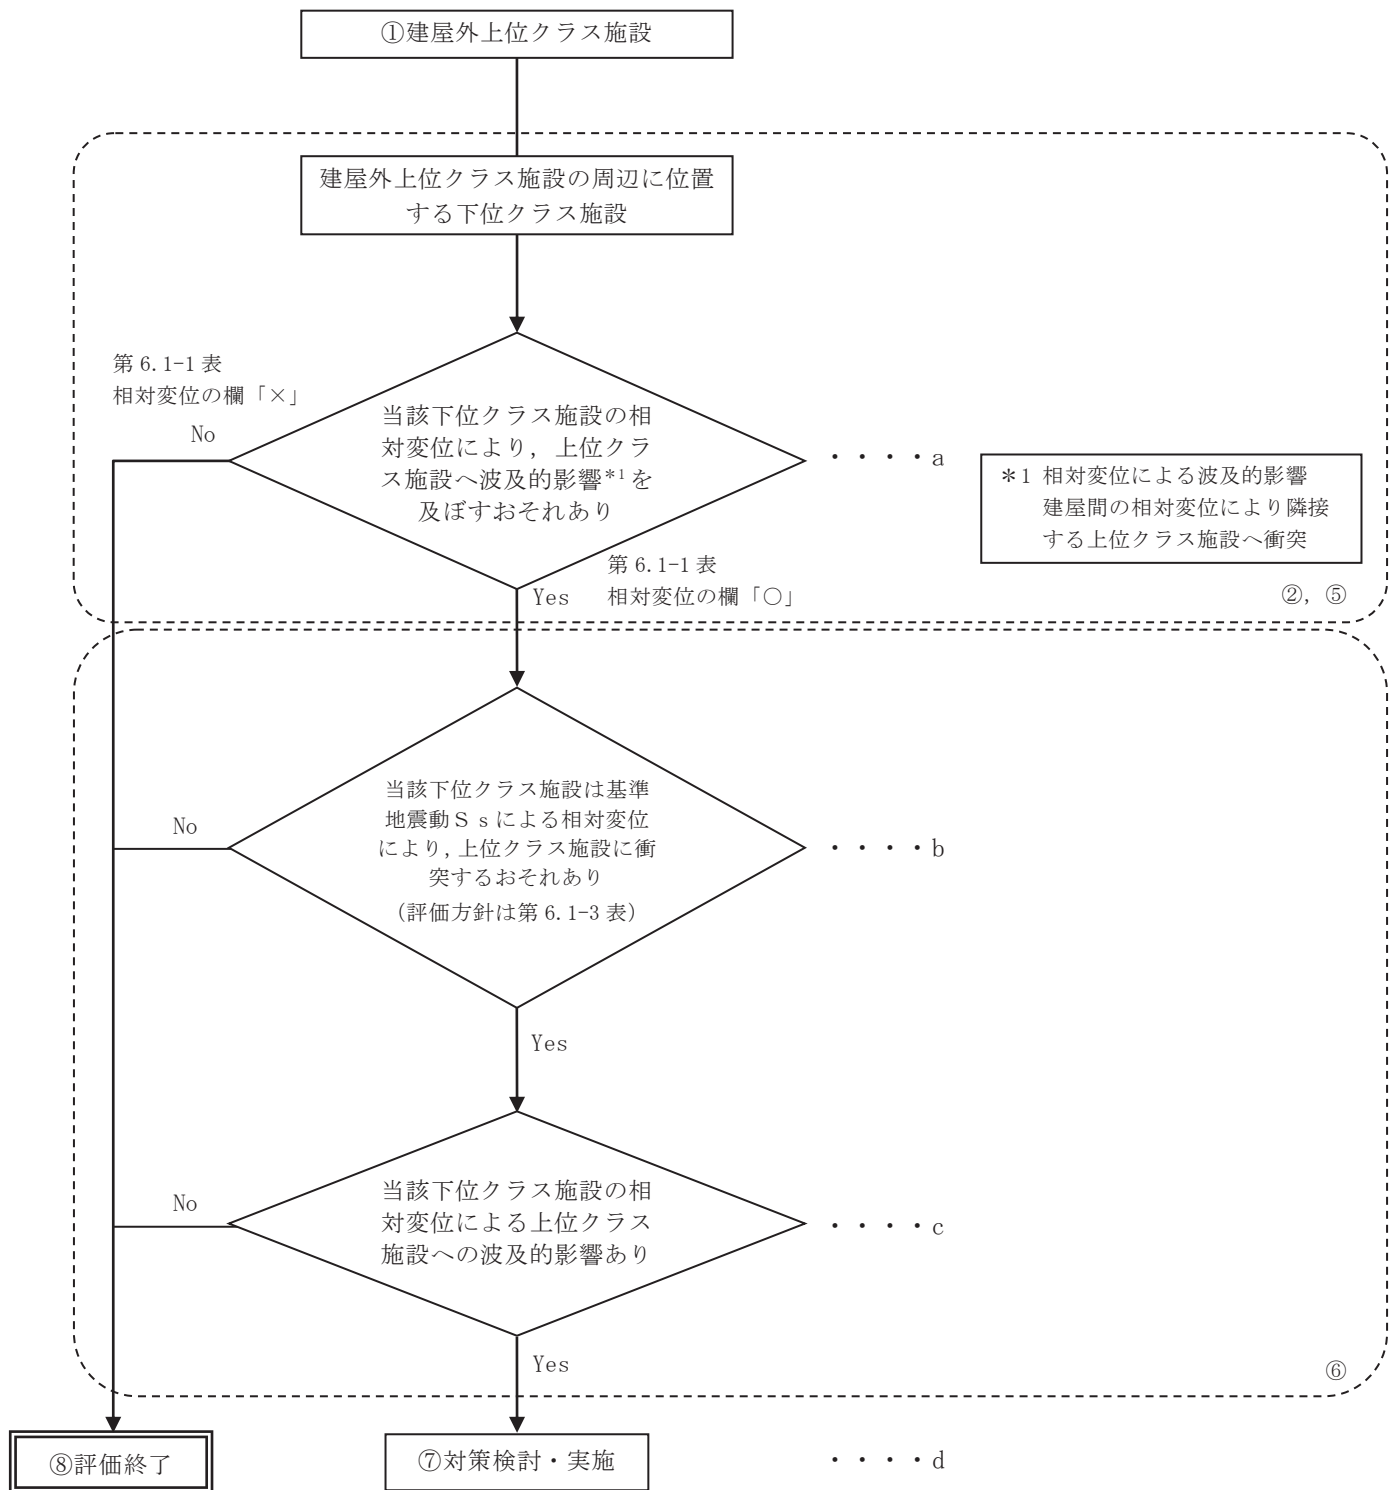 ①建屋外上位クラス施設
建屋外上位クラス施設の周辺に位置
する下位クラス施設
第 6.1-1 表
相対変位の欄「×」
No
当該下位クラス施設の相
対変位により，上位クラ
ス施設へ波及的影響*1を
及ぼすおそれあり
・・・・a
＊1 相対変位による波及的影響
建屋間の相対変位により隣接
する上位クラス施設へ衝突
第 6.1-1 表
相対変位の欄「○」
Yes
②，⑤
当該下位クラス施設は基準
地震動Ｓｓによる相対変位
により，上位クラス施設に衝
突するおそれあり
（評価方針は第 6.1-3 表）
No
・・・・b
Yes
当該下位クラス施設の相
対変位による上位クラス
施設への波及的影響あり
No
・・・・c
Yes
⑥
⑧評価終了
⑦対策検討・実施
・・・・d